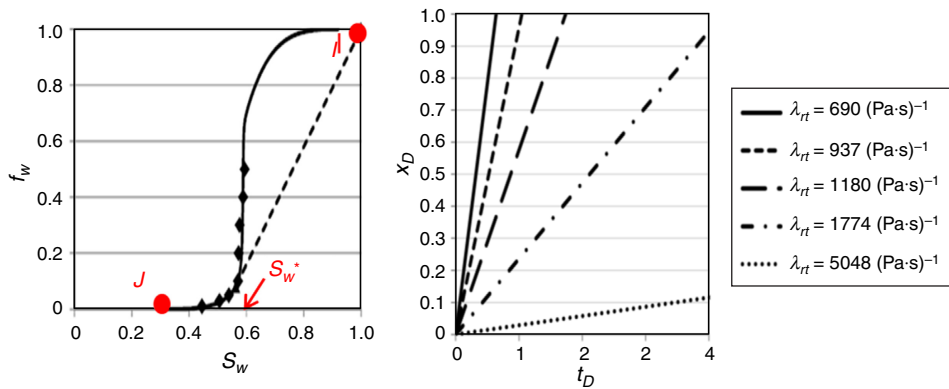 1.0
0.8
0.6
0.4
0.2
0
f_w
0 0.2 0.4 0.6 0.8 1.0
S_w
J
I
S_w*
1.0
0.9
0.8
0.7
0.6
0.5
0.4
0.3
0.2
0.1
0
x_D
0 1 2 2 4
t_D
λ_rt = 690 (Pa·s)⁻¹
λ_rt = 937 (Pa·s)⁻¹
λ_rt = 1180 (Pa·s)⁻¹
λ_rt = 1774 (Pa·s)⁻¹
λ_rt = 5048 (Pa·s)⁻¹